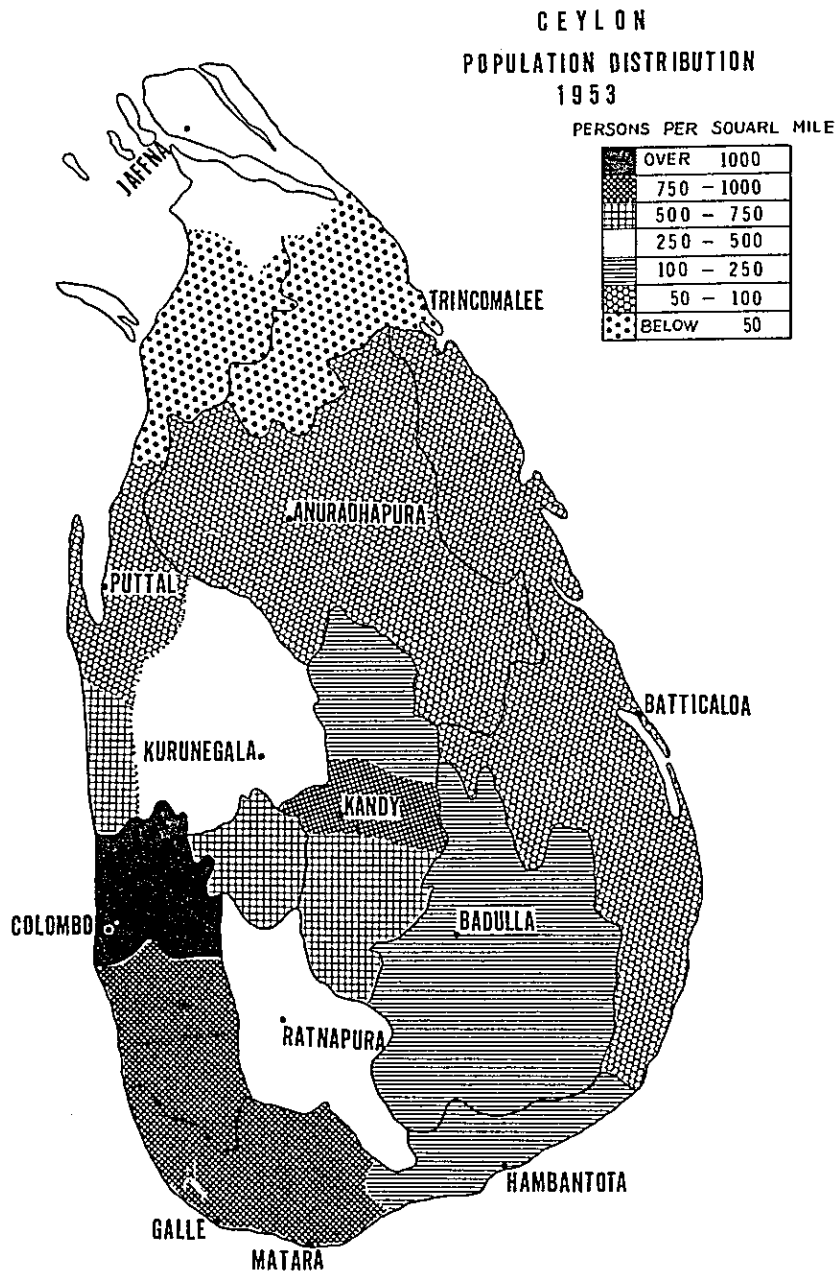 CEYLON
POPULATION DISTRIBUTION
1953
PERSONS PER SQUARL MILE
OVER 1000
750 - 1000
500 - 750
250 - 500
100 - 250
50 - 100
BELOW 50
JAFFNA
TRINCOMALEE
ANURADHAPURA
PUTTAL
BATTICALOA
KURUNEGALA
KANDY
COLOMBO
BADULLA
RATNAPURA
HAMBANTOTA
GALLE
MATARA